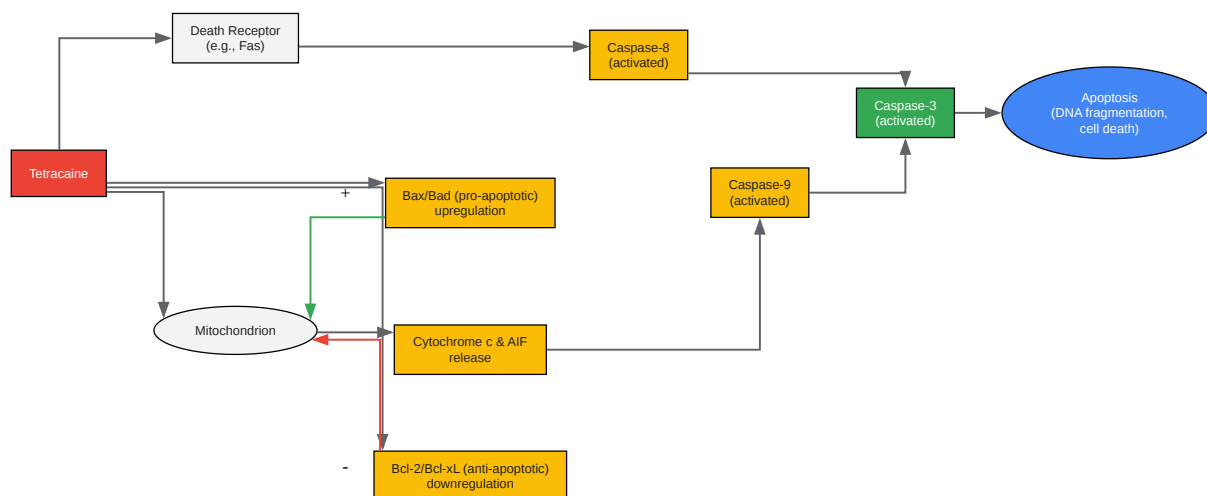 Death Receptor
(e.g., Fas)
Caspase-8
(activated)
Caspase-3
(activated)
Apoptosis
(DNA fragmentation,
cell death)
Tetracaine
+
Bax/Bad (pro-apoptotic)
upregulation
Caspase-9
(activated)
Mitochondrion
Cytochrome c & AIF
release
-
Bcl-2/Bcl-xL (anti-apoptotic)
downregulation